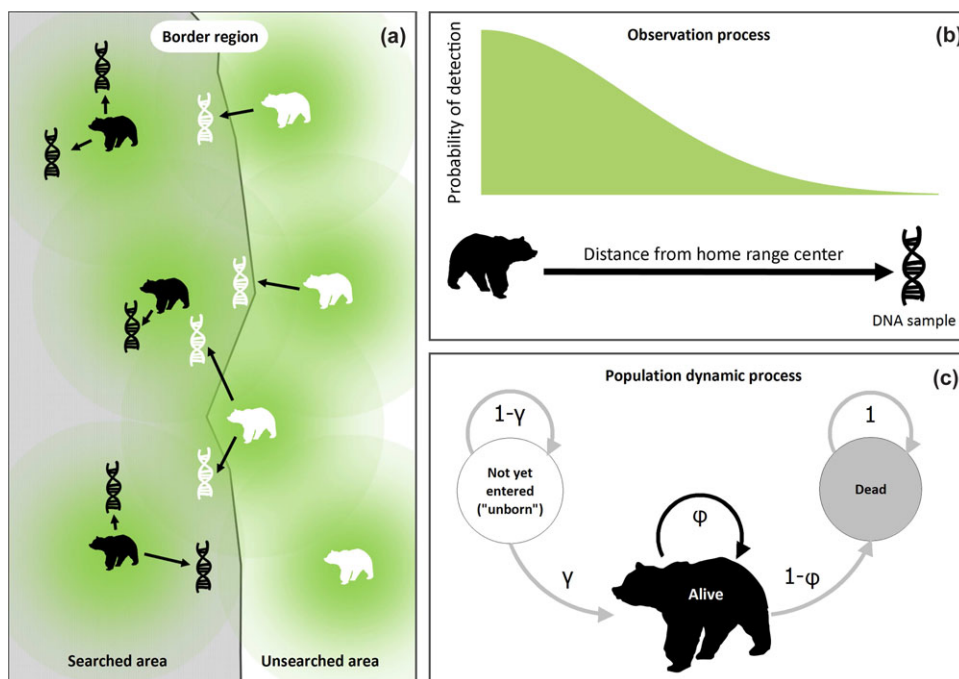 Border region
(a)
Searched area
Unsearched area
Observation process
(b)
Probability of detection
Distance from home range center
DNA sample
Population dynamic process
(c)
1-γ
Not yet
entered
("unborn")
γ
φ
Alive
1-φ
1
Dead